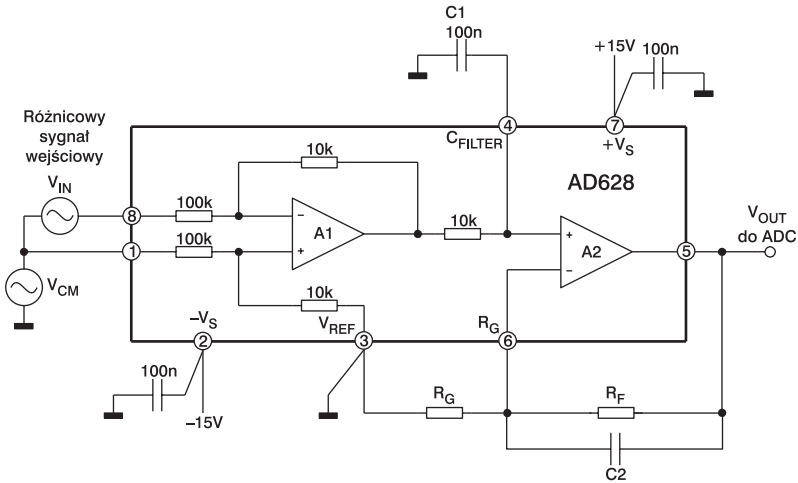 C1
100n
+15V
100n
Różnicowy
sygnał
wejściowy
4
7
CFILTER
+VS
10k
AD628
VIN
8
100k
−
A1
10k
+
A2
5
VOUT
do ADC
1
100k
+
−
VCM
10k
−VS
VREF
RG
2
3
6
100n
−15V
RG
RF
C2